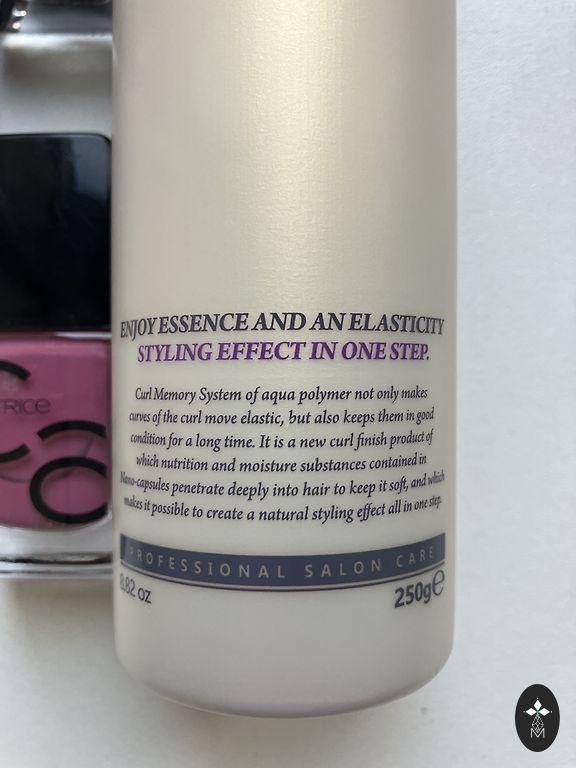 ENJOY ESSENCE AND AN ELASTICITY
STYLING EFFECT IN ONE STEP.
Curl Memory System of aqua polymer not only makes
curves of the curl move elastic, but also keeps them in good
condition for a long time. It is a new curl finish product of
which nutrition and moisture substances contained in
Nano-capsules penetrate deeply into hair to keep it soft, and which
makes it possible to create a natural styling effect all in one step.
PROFESSIONAL SALON CARE
8.82 oz 250g e
TRICE
M